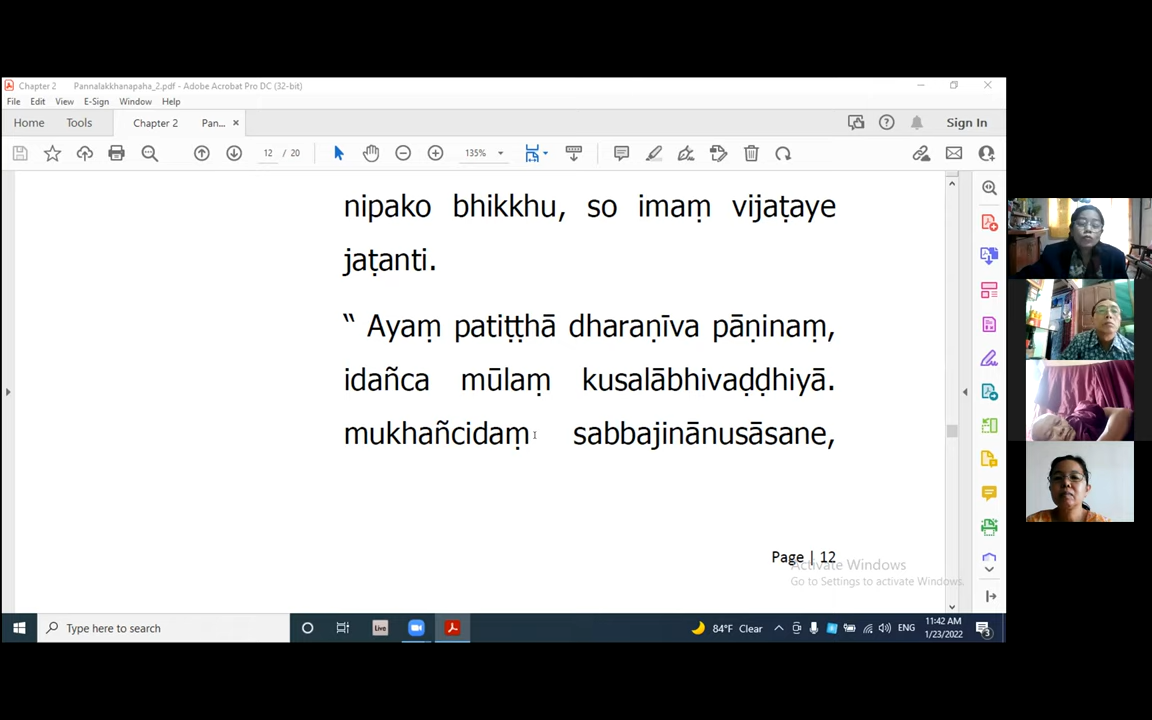 Chapter 2 Pannalakkhanapaha_2.pdf - Adobe Acrobat Pro DC (32-bit)
File Edit View E-Sign Window Help
Home Tools Chapter 2 Pan... × Sign In
12 / 20 135%
nipako bhikkhu, so imaṃ vijaṭaye
jaṭanti.
“ Ayaṃ patiṭṭhā dharaṇīva pāṇinaṃ,
idañca mūlaṃ kusalābhivaḍḍhiyā.
mukhañcidaṃ sabbajinānusāsane,
Page | 12
Activate Windows
Go to Settings to activate Windows.
Type here to search
Live
84°F Clear
ENG
11:42 AM
1/23/2022
3